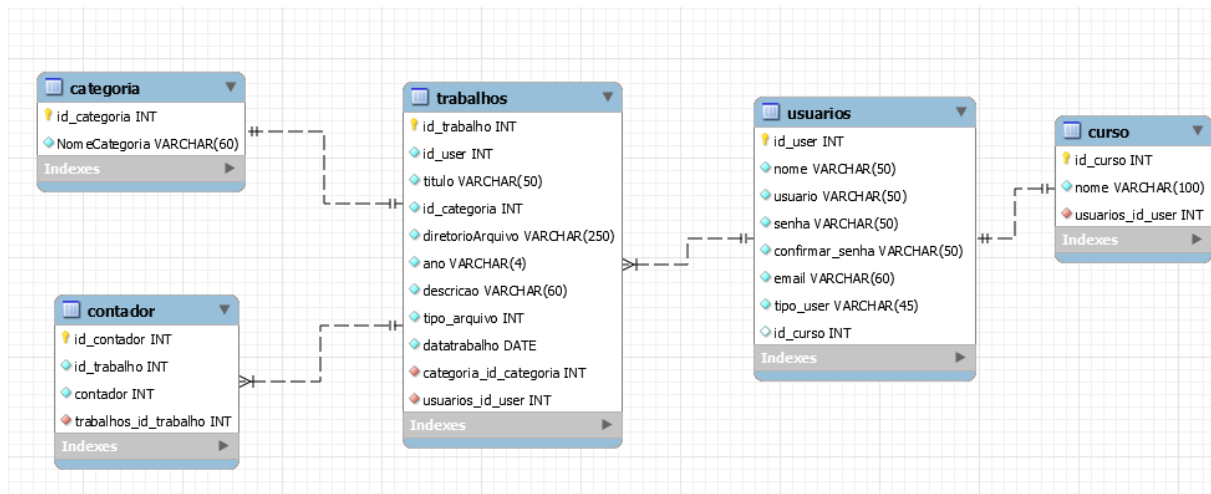 categoria
id_categoria INT
NomeCategoria VARCHAR(60)
Indexes
contador
id_contador INT
id_trabalho INT
contador INT
trabalhos_id_trabalho INT
Indexes
trabalhos
id_trabalho INT
id_user INT
titulo VARCHAR(50)
id_categoria INT
diretorioArquivo VARCHAR(250)
ano VARCHAR(4)
descricao VARCHAR(60)
tipo_arquivo INT
datatrabalho DATE
categoria_id_categoria INT
usuarios_id_user INT
Indexes
usuarios
id_user INT
nome VARCHAR(50)
usuario VARCHAR(50)
senha VARCHAR(50)
confirmar_senha VARCHAR(50)
email VARCHAR(60)
tipo_user VARCHAR(45)
id_curso INT
Indexes
curso
id_curso INT
nome VARCHAR(100)
usuarios_id_user INT
Indexes